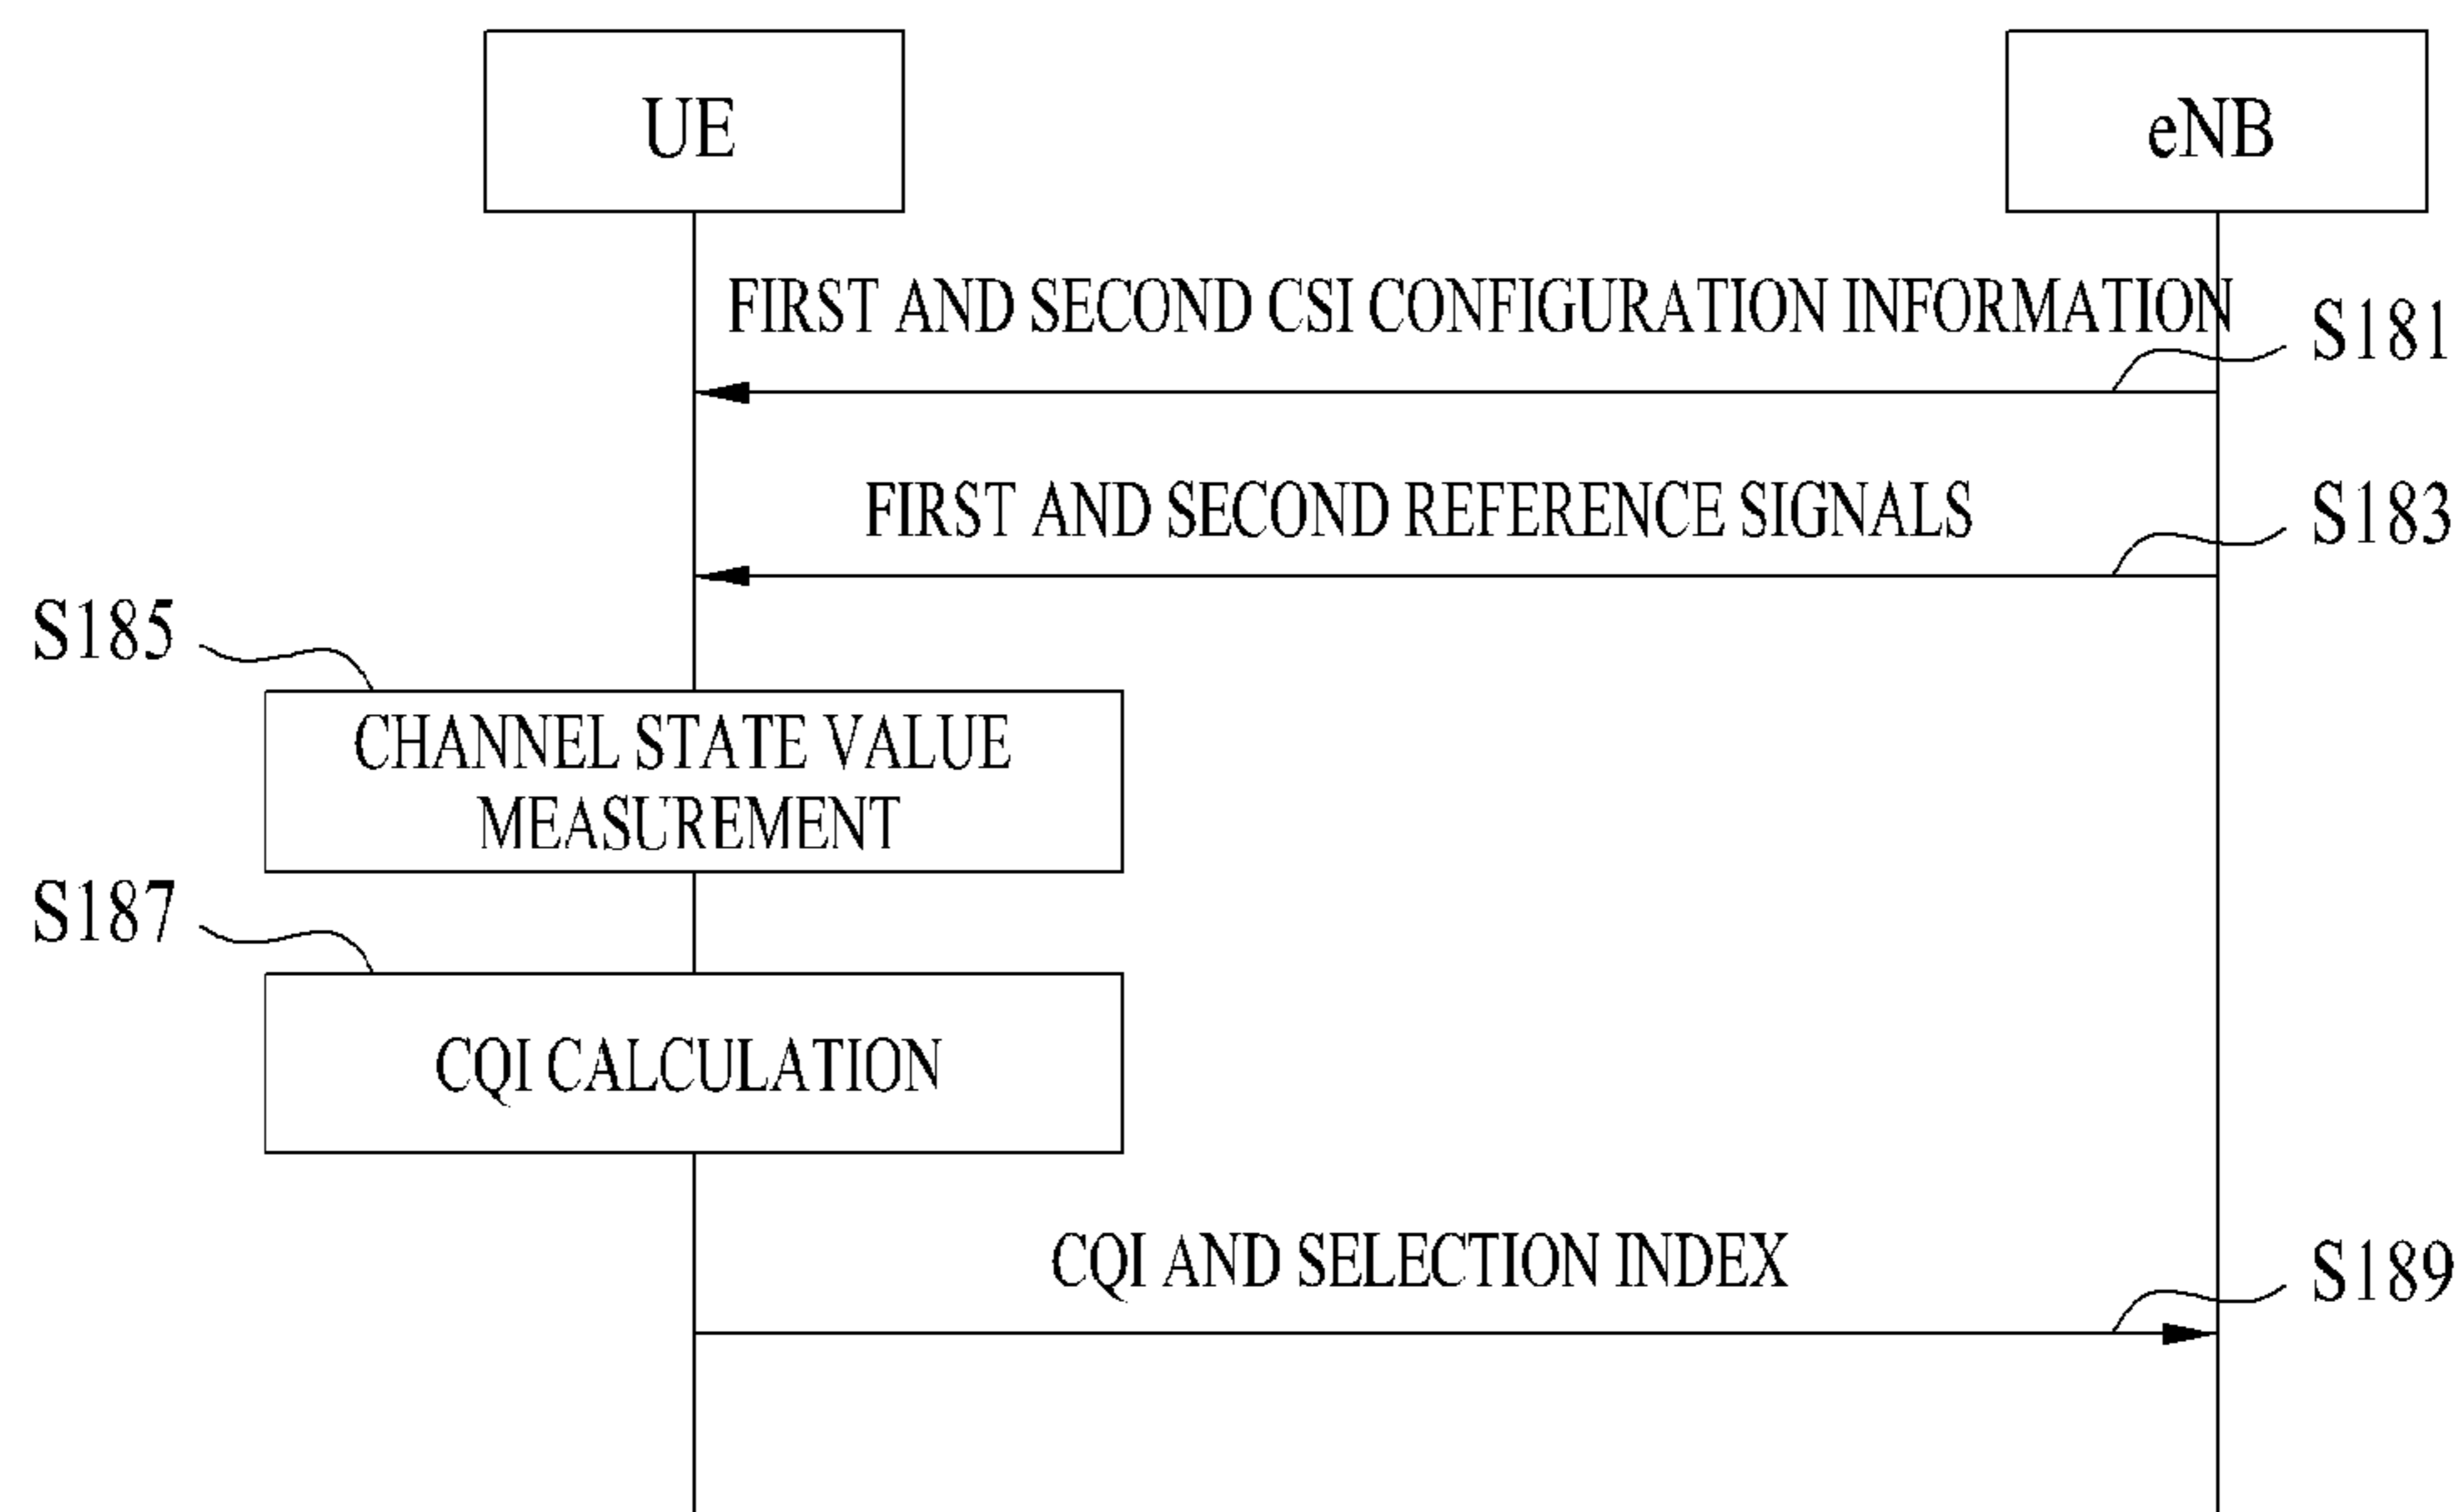 UE
eNB
FIRST AND SECOND CSI CONFIGURATION INFORMATION
S181
FIRST AND SECOND REFERENCE SIGNALS
S183
S185
CHANNEL STATE VALUE
MEASUREMENT
S187
CQI CALCULATION
CQI AND SELECTION INDEX
S189